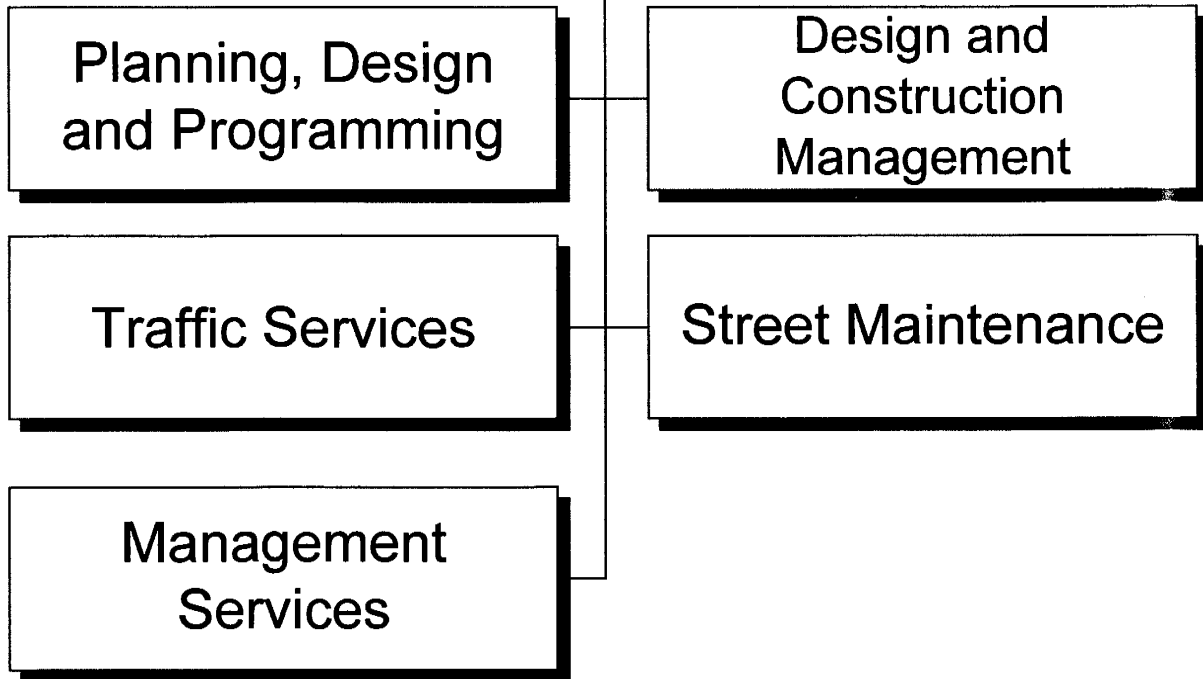 Planning, Design
and Programming
Design and
Construction
Management
Traffic Services
Street Maintenance
Management
Services